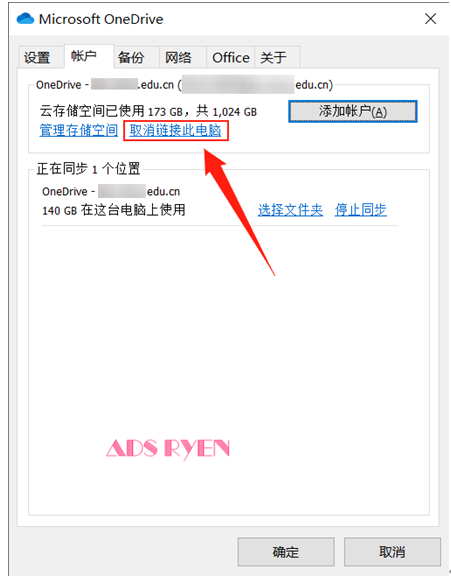 Microsoft OneDrive
设置 帐户 备份 网络 Office 关于
OneDrive - .edu.cn ( edu.cn)
云存储空间已使用 173 GB，共 1,024 GB
添加帐户(A)
管理存储空间 取消链接此电脑
正在同步 1 个位置
OneDrive - edu.cn
140 GB 在这台电脑上使用 选择文件夹 停止同步
ADS RYEN
确定 取消